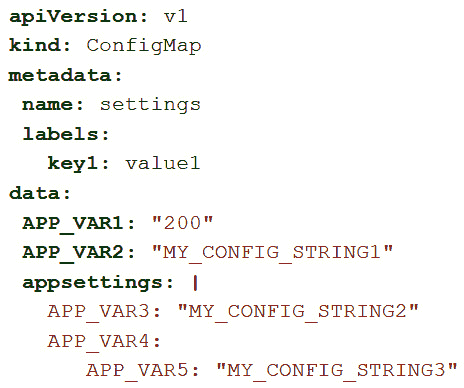 apiVersion: v1
kind: ConfigMap
metadata:
 name: settings
 labels:
   key1: value1
data:
 APP_VAR1: "200"
 APP_VAR2: "MY_CONFIG_STRING1"
 appsettings: |
   APP_VAR3: "MY_CONFIG_STRING2"
   APP_VAR4:
      APP_VAR5: "MY_CONFIG_STRING3"